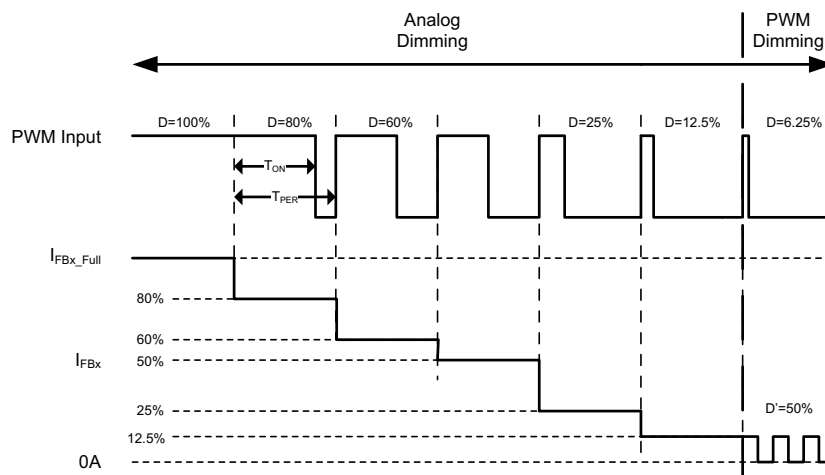 Analog
Dimming
PWM
Dimming
D=100%
D=80%
D=60%
D=25%
D=12.5%
D=6.25%
PWM Input
TON
TPER
IFBx_Full
80%
60%
IFBx
50%
25%
D'=50%
12.5%
0A